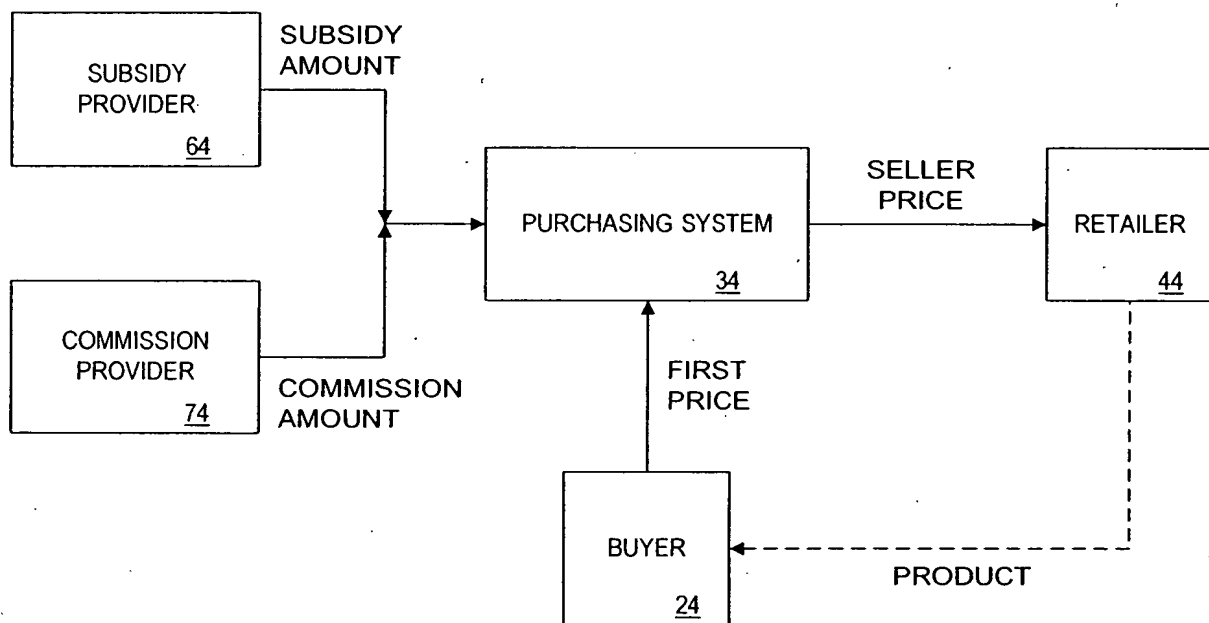 SUBSIDY
AMOUNT
SUBSIDY
PROVIDER
64
PURCHASING SYSTEM
34
SELLER
PRICE
RETAILER
44
COMMISSION
PROVIDER
74
COMMISSION
AMOUNT
FIRST
PRICE
BUYER
24
PRODUCT